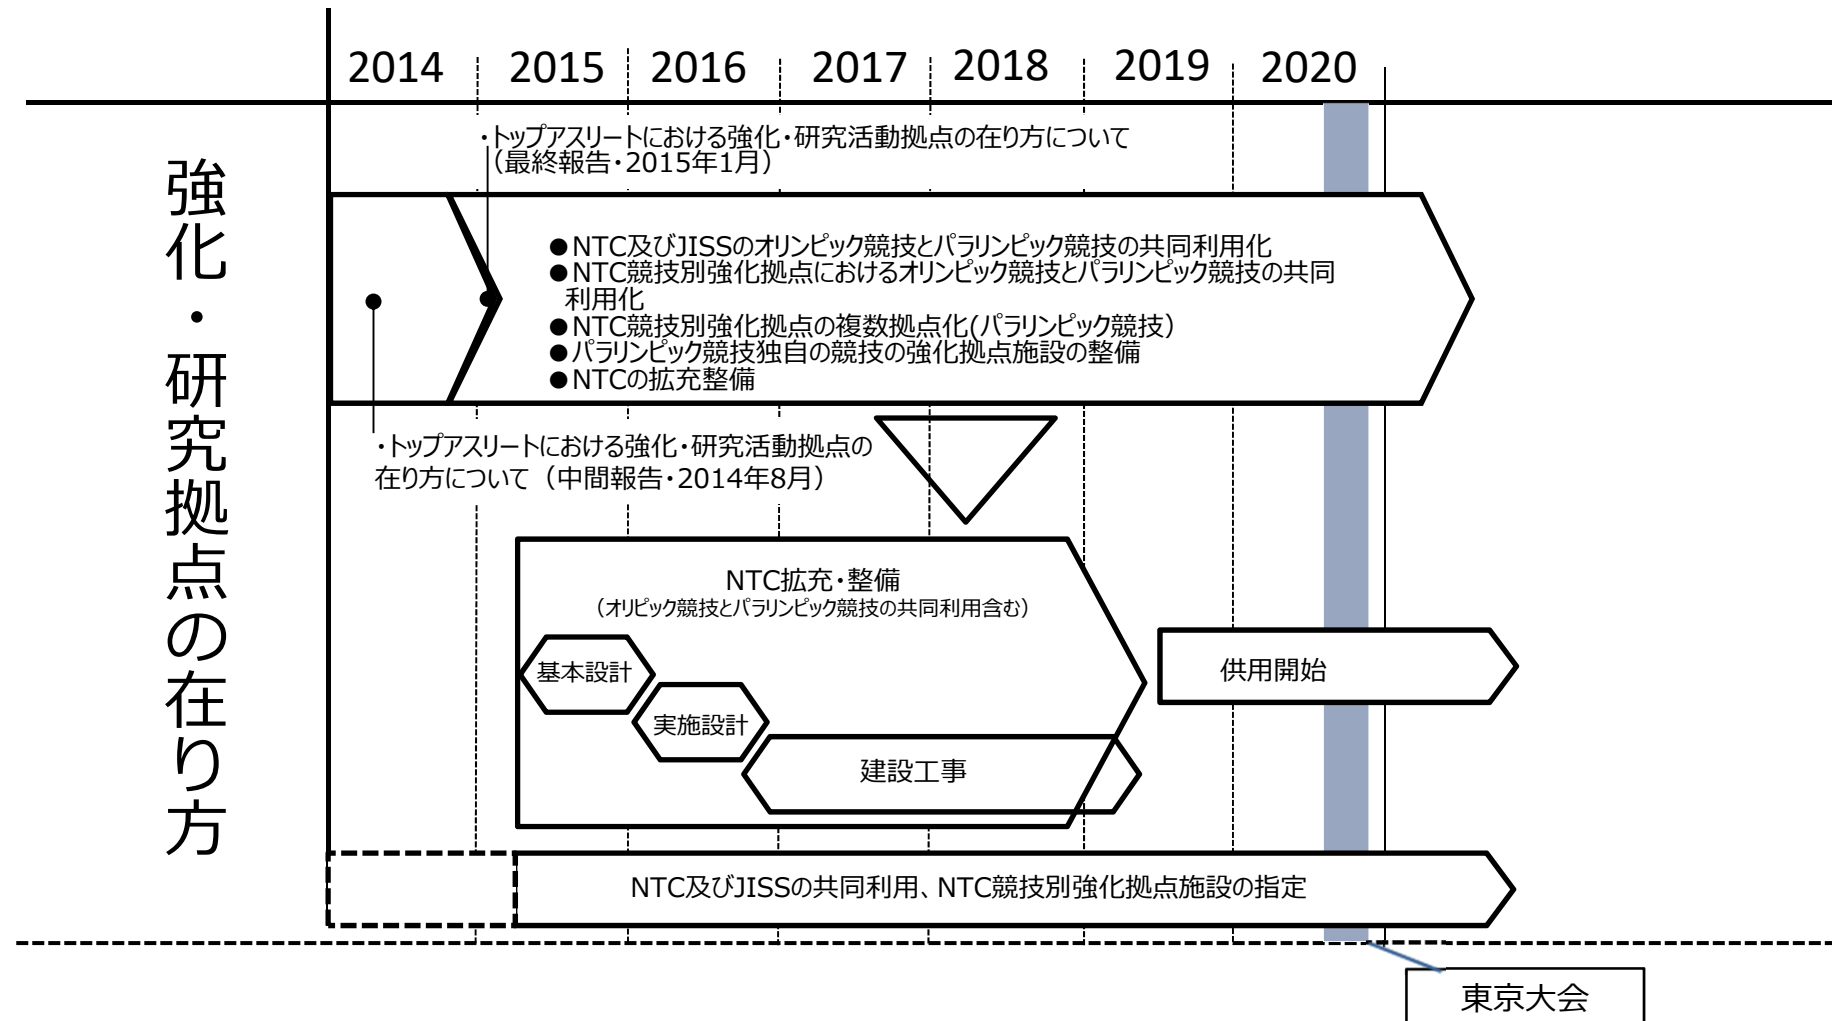 2014 2015 2016 2017 2018 2019 2020
強化・研究拠点の在り方
・トップアスリートにおける強化・研究活動拠点の在り方について
（最終報告・2015年1月）
●NTC及びJISSのオリンピック競技とパラリンピック競技の共同利用化
●NTC競技別強化拠点におけるオリンピック競技とパラリンピック競技の共同
利用化
●NTC競技別強化拠点の複数拠点化(パラリンピック競技）
●パラリンピック競技独自の競技の強化拠点施設の整備
●NTCの拡充整備
・トップアスリートにおける強化・研究活動拠点の
在り方について（中間報告・2014年8月）
NTC拡充・整備
（オリピック競技とパラリンピック競技の共同利用含む）
基本設計
実施設計
建設工事
供用開始
NTC及びJISSの共同利用、NTC競技別強化拠点施設の指定
東京大会